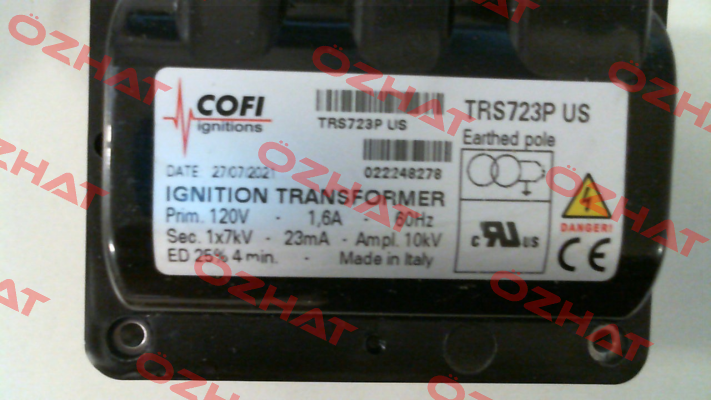 COFI
ignitions
TRS723P US
TRS723P US
Earthed pole
DATE: 27/07/2021
022248278
IGNITION TRANSFORMER
Prim. 120V - 1,6A 60Hz
Sec. 1x7kV - 23mA - Ampl. 10kV
ED 25% 4 min. - Made in Italy
c RU US
DANGER!
CE
ÖZHAT
ÖZHAT
ÖZHAT
ÖZHAT
ÖZHAT
ÖZHAT
ÖZHAT
ÖZHAT
ÖZHAT